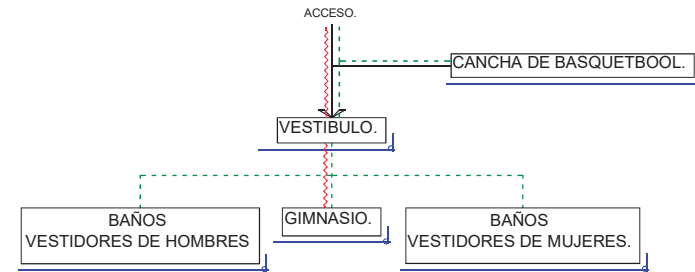 ACCESO.
CANCHA DE BASQUETBOOL.
VESTIBULO.
BAÑOS
VESTIDORES DE HOMBRES
GIMNASIO.
BAÑOS
VESTIDORES DE MUJERES.